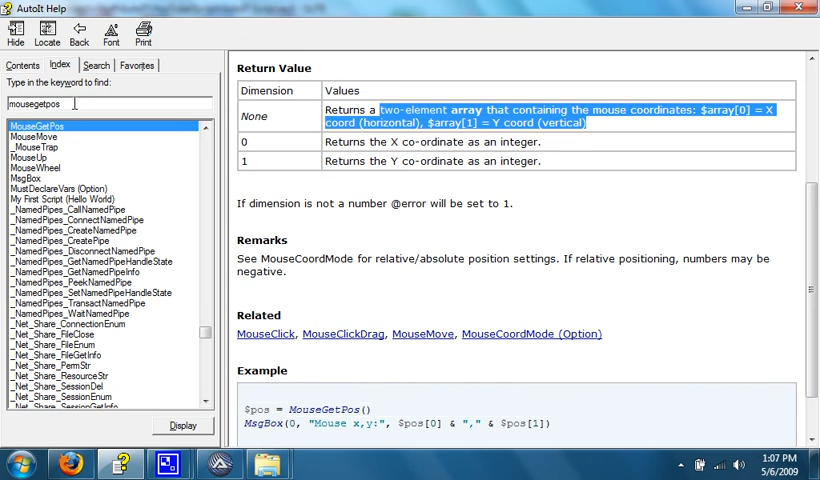 AutoIt Help
Hide
Locate
Back
Font
Print
Contents
Index
Search
Favorites
Type in the keyword to find:
mousegetpos
MouseGetPos
MouseMove
_MouseTrap
MouseUp
MouseWheel
MsgBox
MustDeclareVars (Option)
My First Script (Hello World)
_NamedPipes_CallNamedPipe
_NamedPipes_ConnectNamedPipe
_NamedPipes_CreateNamedPipe
_NamedPipes_CreatePipe
_NamedPipes_DisconnectNamedPipe
_NamedPipes_GetNamedPipeHandleState
_NamedPipes_GetNamedPipeInfo
_NamedPipes_PeekNamedPipe
_NamedPipes_SetNamedPipeHandleState
_NamedPipes_TransactNamedPipe
_NamedPipes_WaitNamedPipe
_Net_Share_ConnectionEnum
_Net_Share_FileClose
_Net_Share_FileEnum
_Net_Share_FileGetInfo
_Net_Share_PermStr
_Net_Share_ResourceStr
_Net_Share_SessionDel
_Net_Share_SessionEnum
_Net_Share_SessionGetInfo
Display
Return Value
Dimension Values
None Returns a two-element array that containing the mouse coordinates: $array[0] = X
coord (horizontal), $array[1] = Y coord (vertical)
0 Returns the X co-ordinate as an integer.
1 Returns the Y co-ordinate as an integer.
If dimension is not a number @error will be set to 1.
Remarks
See MouseCoordMode for relative/absolute position settings. If relative positioning, numbers may be
negative.
Related
MouseClick, MouseClickDrag, MouseMove, MouseCoordMode (Option)
Example
$pos = MouseGetPos()
MsgBox(0, "Mouse x,y:", $pos[0] & "," & $pos[1])
1:07 PM
5/6/2009